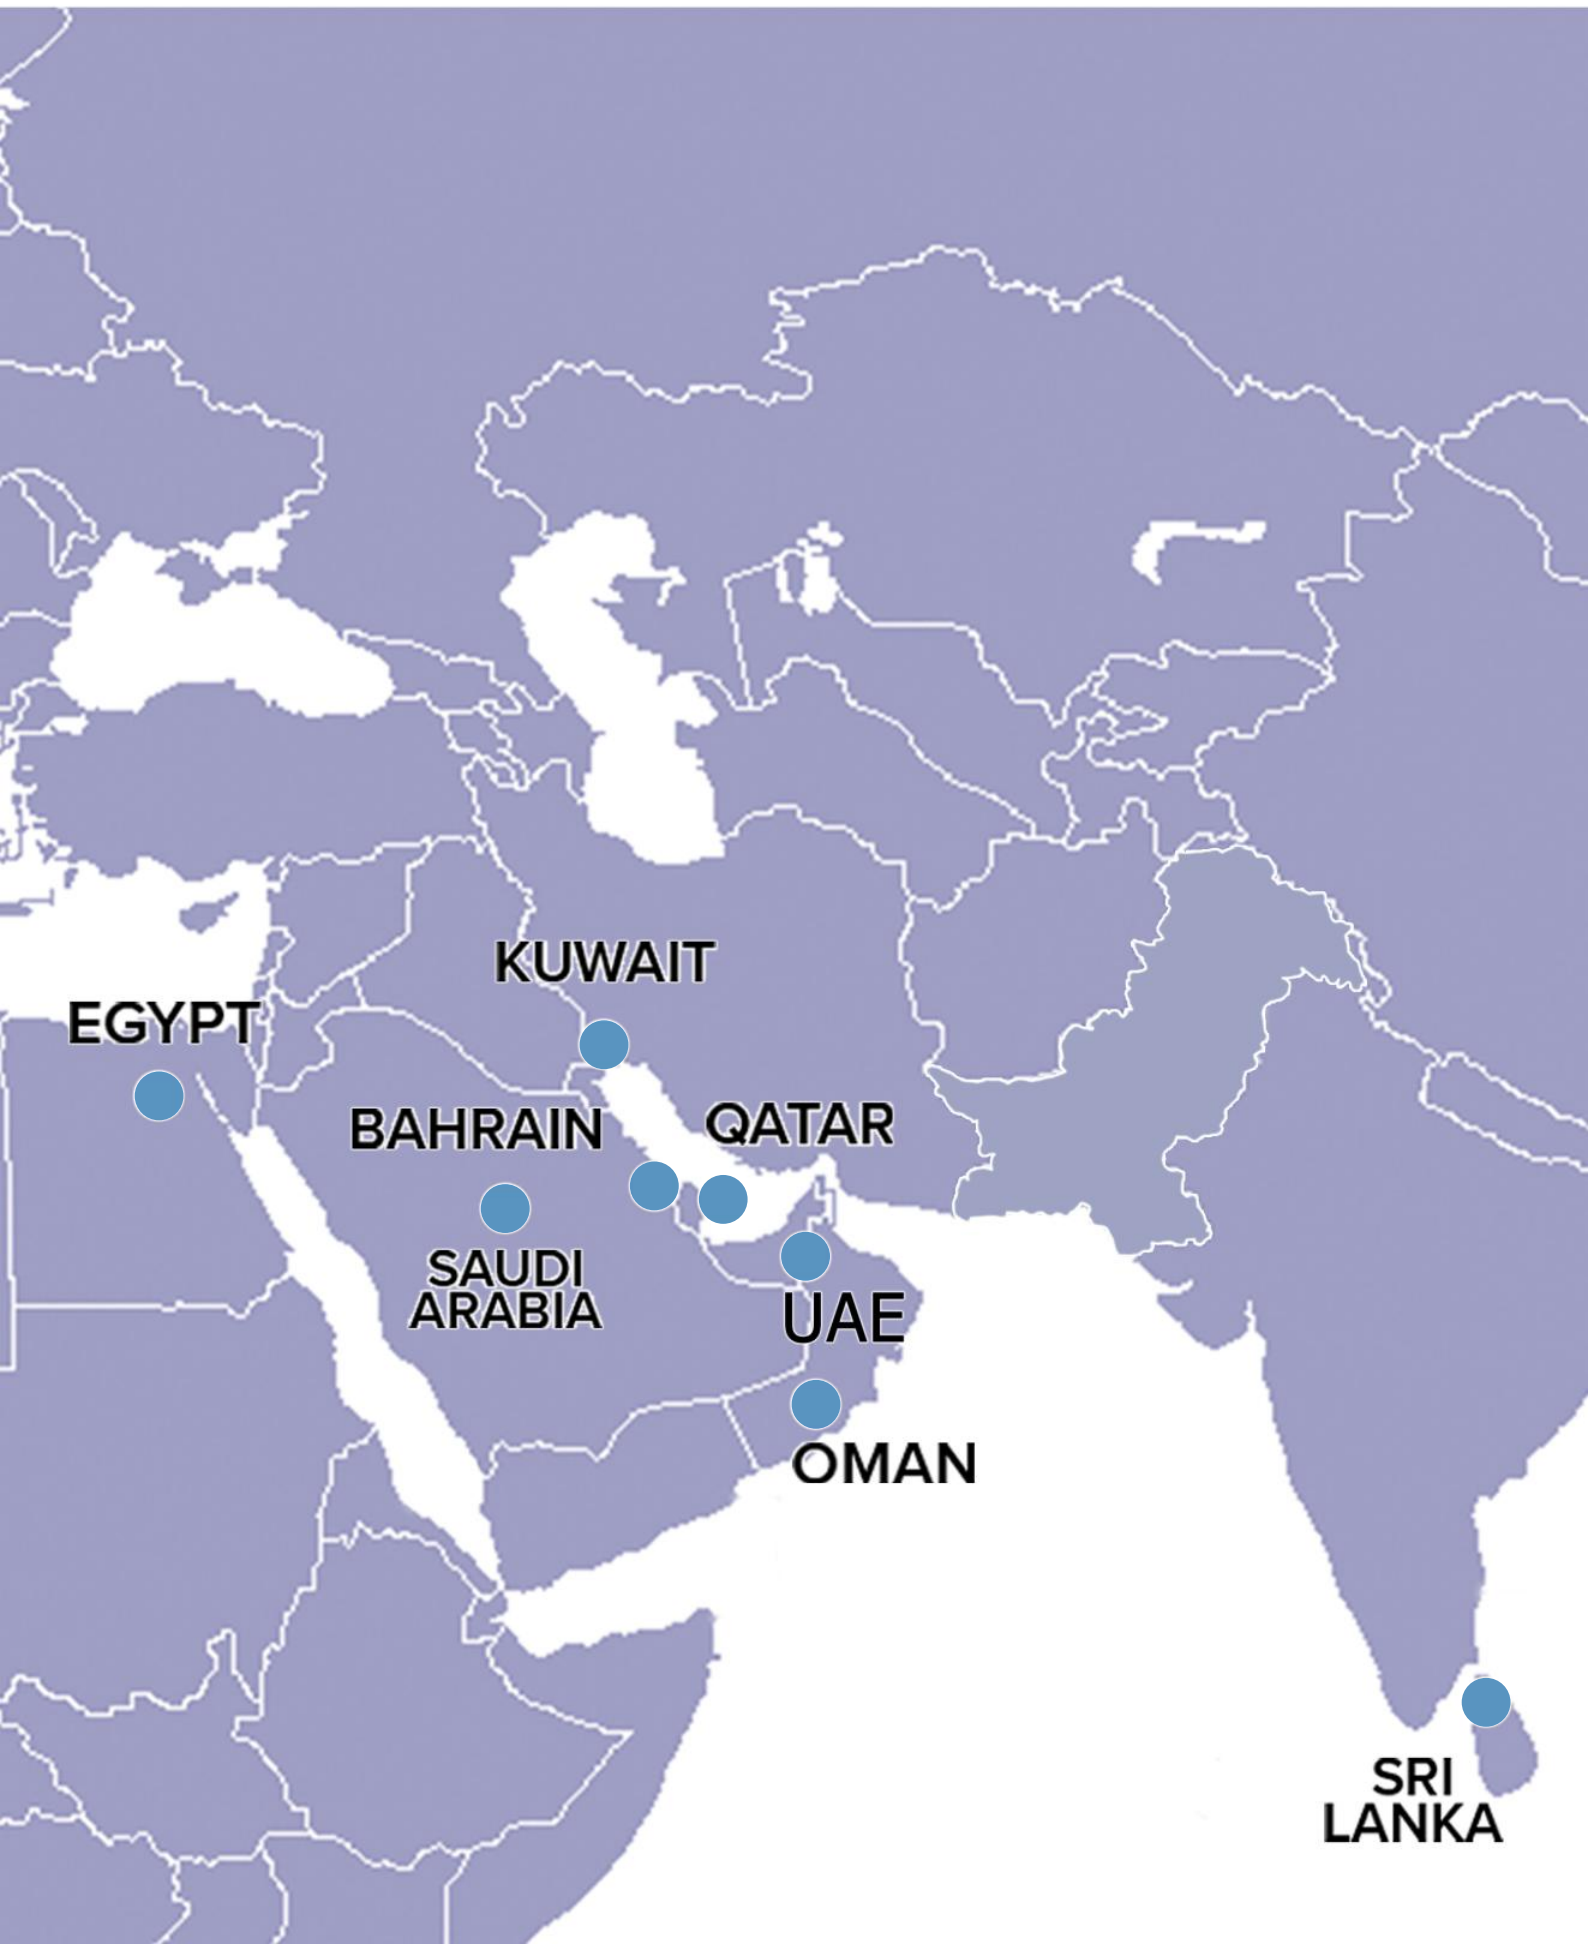 KUWAIT
EGYPT
BAHRAIN
QATAR
SAUDI
ARABIA
UAE
OMAN
SRI
LANKA